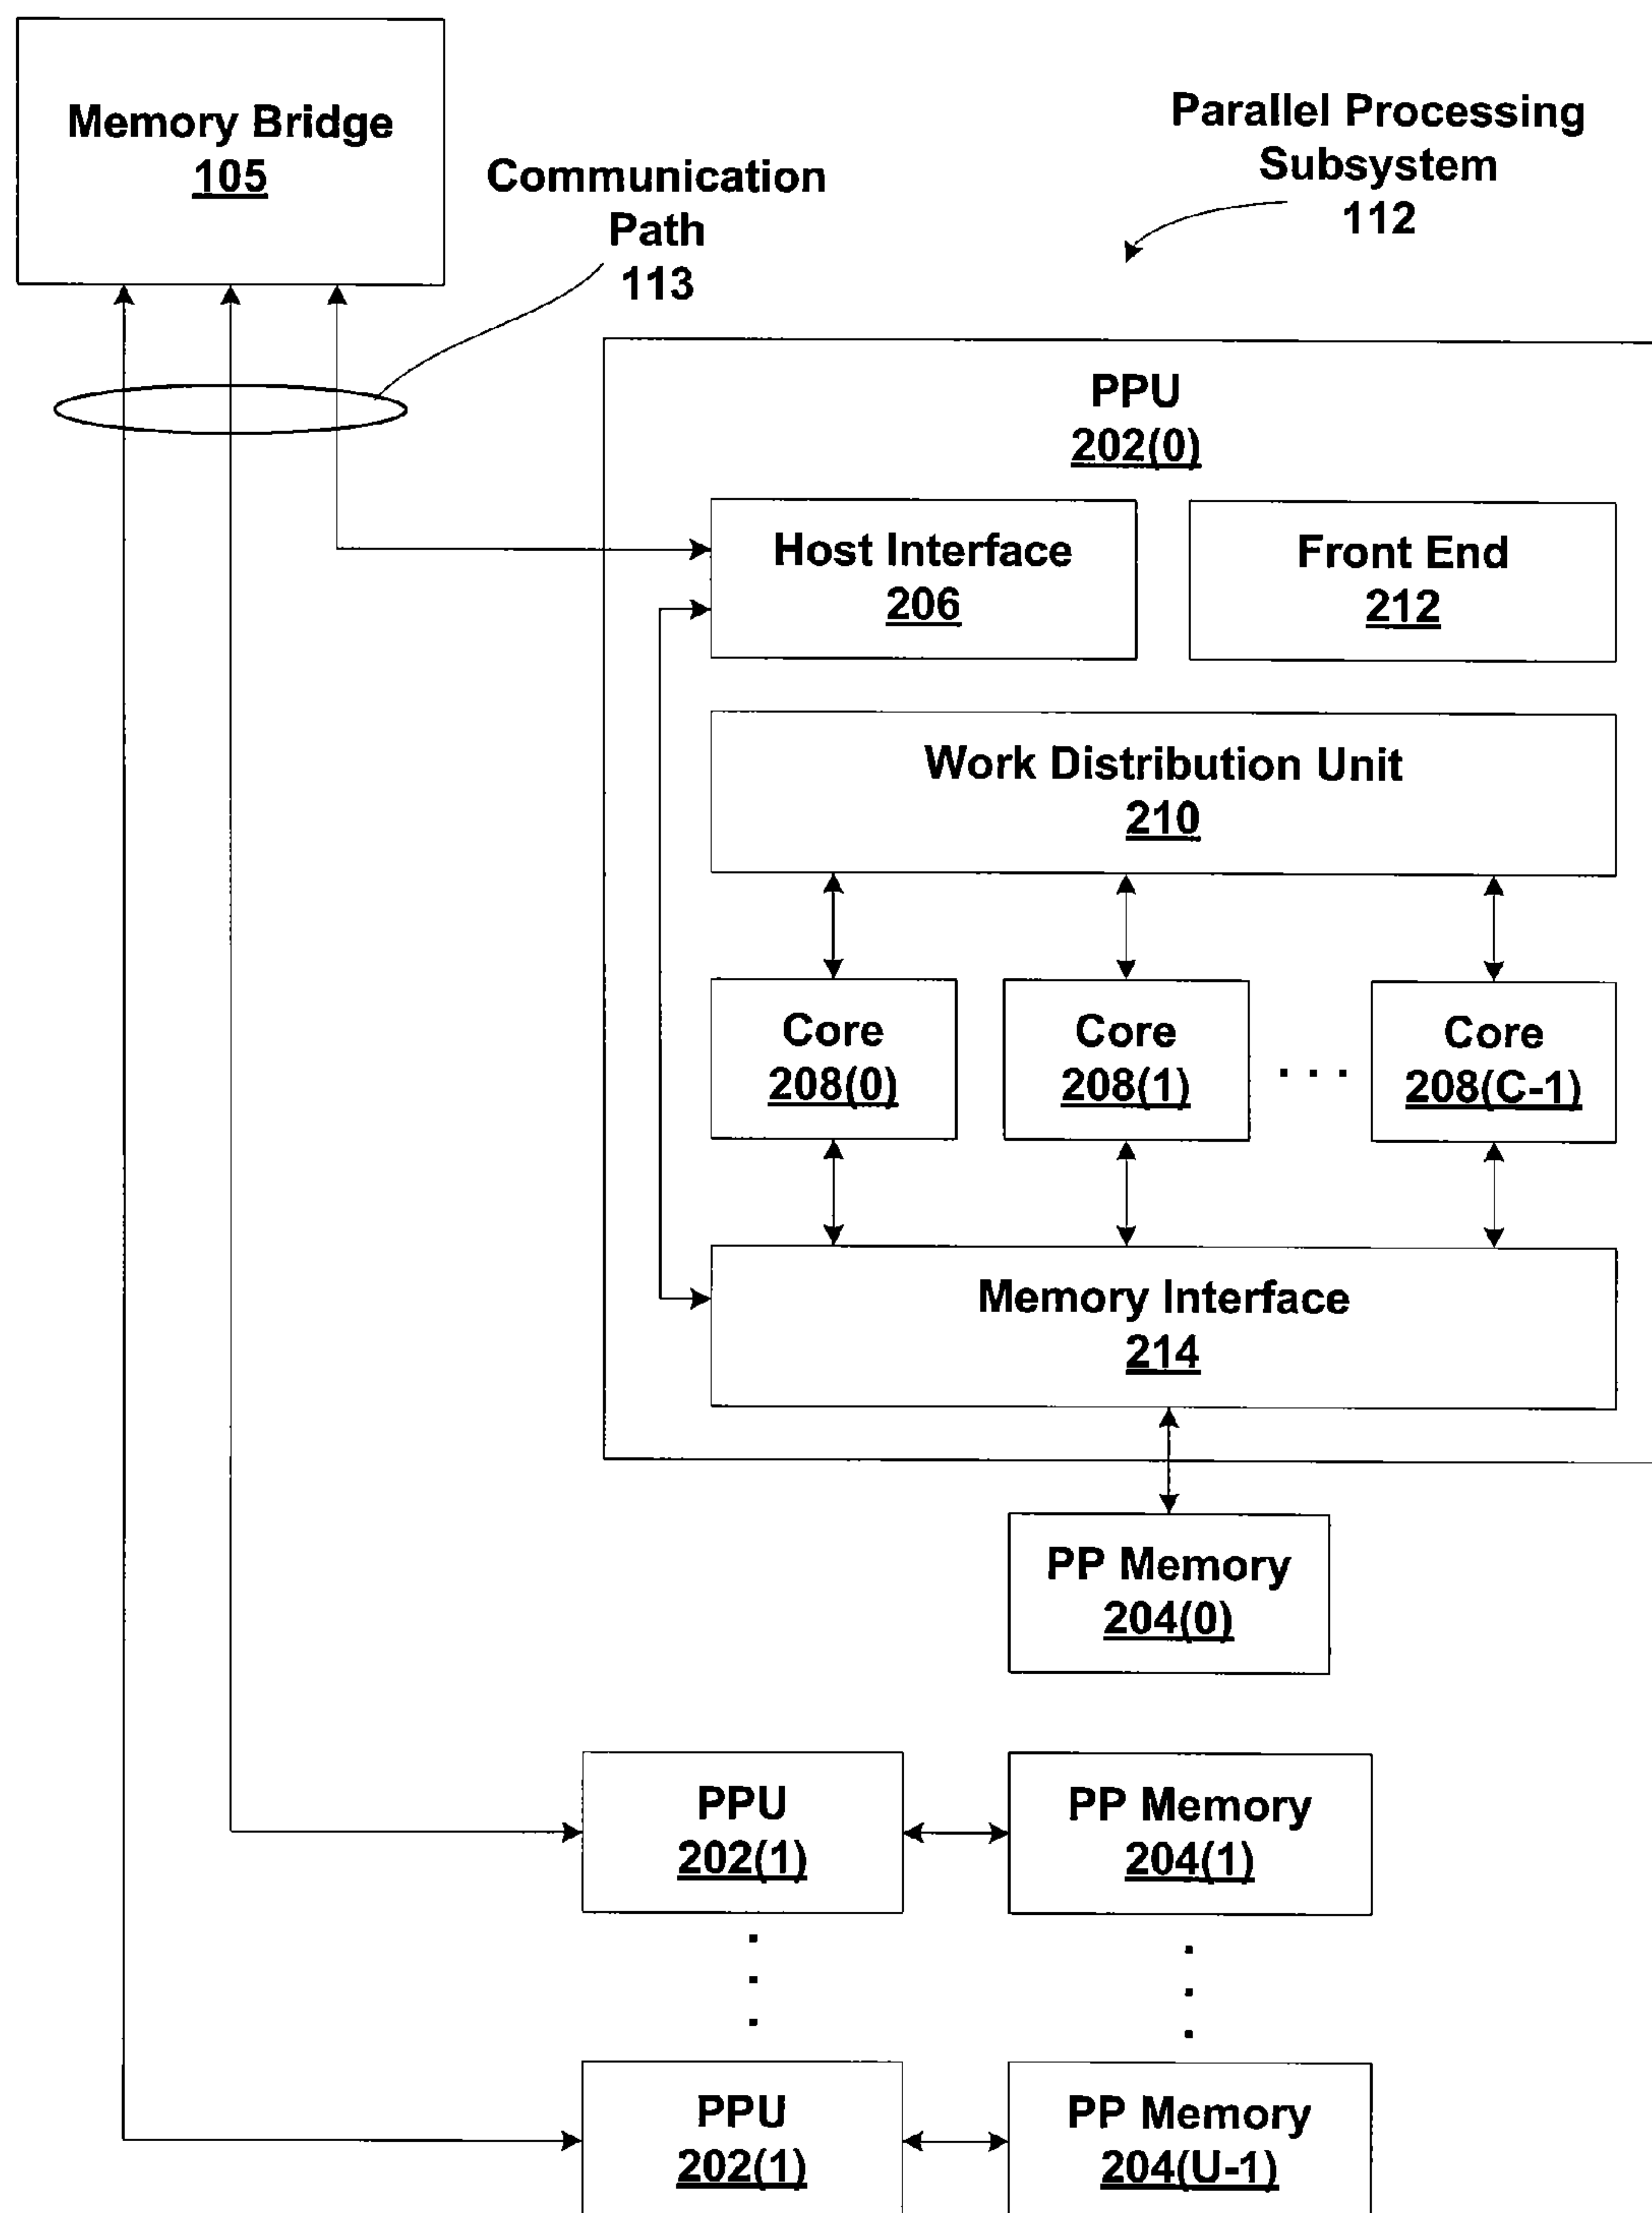 Memory Bridge
105
Communication
Path
113
Parallel Processing
Subsystem
112
PPU
202(0)
Host Interface
206
Front End
212
Work Distribution Unit
210
Core
208(0)
Core
208(1)
. . .
Core
208(C-1)
Memory Interface
214
PP Memory
204(0)
PPU
202(1)
PP Memory
204(1)
PPU
202(1)
PP Memory
204(U-1)